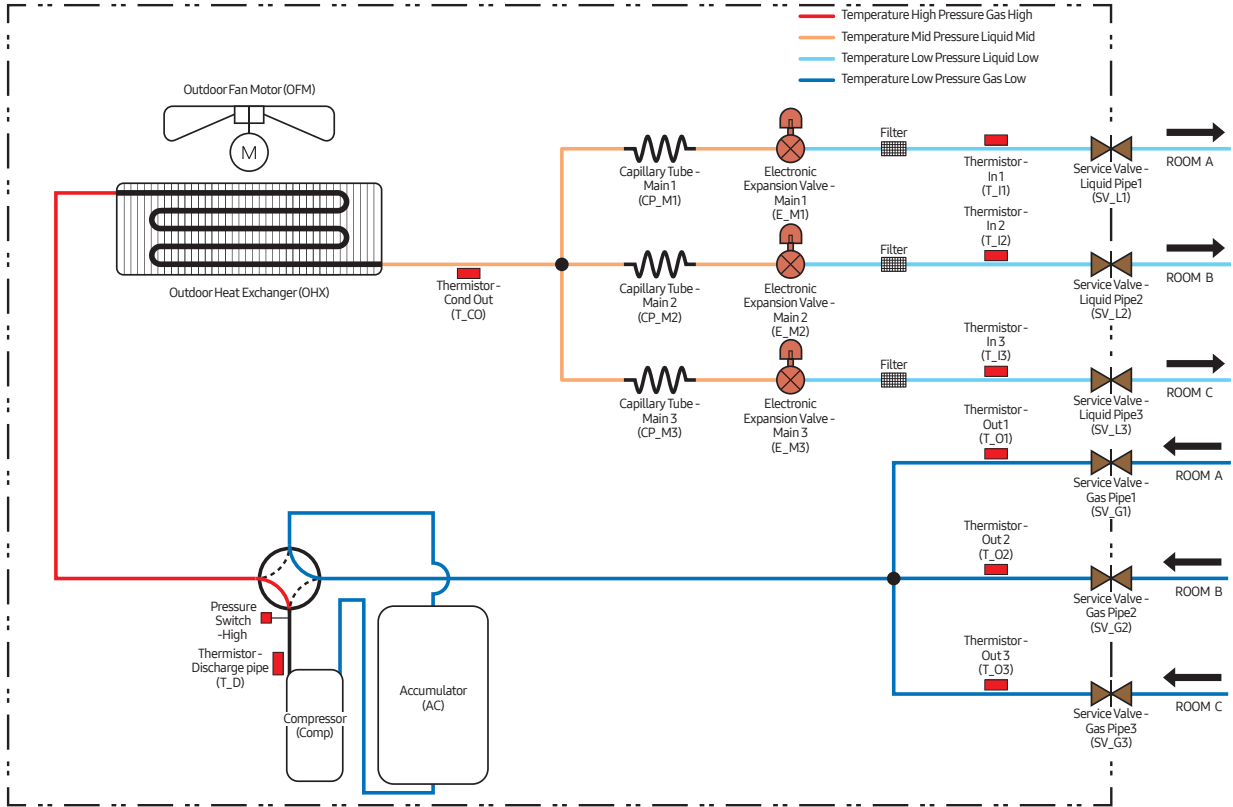 Temperature High Pressure Gas High
Temperature Mid Pressure Liquid Mid
Temperature Low Pressure Liquid Low
Temperature Low Pressure Gas Low
Outdoor Fan Motor (OFM)
M
Outdoor Heat Exchanger (OHX)
Thermistor -
Cond Out
(T_CO)
Capillary Tube -
Main 1
(CP_M1)
Electronic
Expansion Valve -
Main 1
(E_M1)
Filter
Thermistor -
In 1
(T_I1)
Service Valve -
Liquid Pipe1
(SV_L1)
ROOM A
Capillary Tube -
Main 2
(CP_M2)
Electronic
Expansion Valve -
Main 2
(E_M2)
Filter
Thermistor -
In 2
(T_I2)
Service Valve -
Liquid Pipe2
(SV_L2)
ROOM B
Capillary Tube -
Main 3
(CP_M3)
Electronic
Expansion Valve -
Main 3
(E_M3)
Filter
Thermistor -
In 3
(T_I3)
Service Valve -
Liquid Pipe3
(SV_L3)
ROOM C
Thermistor -
Out 1
(T_O1)
Service Valve -
Gas Pipe1
(SV_G1)
ROOM A
Thermistor -
Out 2
(T_O2)
Service Valve -
Gas Pipe2
(SV_G2)
ROOM B
Thermistor -
Out 3
(T_O3)
Service Valve -
Gas Pipe3
(SV_G3)
ROOM C
Pressure
Switch
-High
Thermistor -
Discharge pipe
(T_D)
Compressor
(Comp)
Accumulator
(AC)